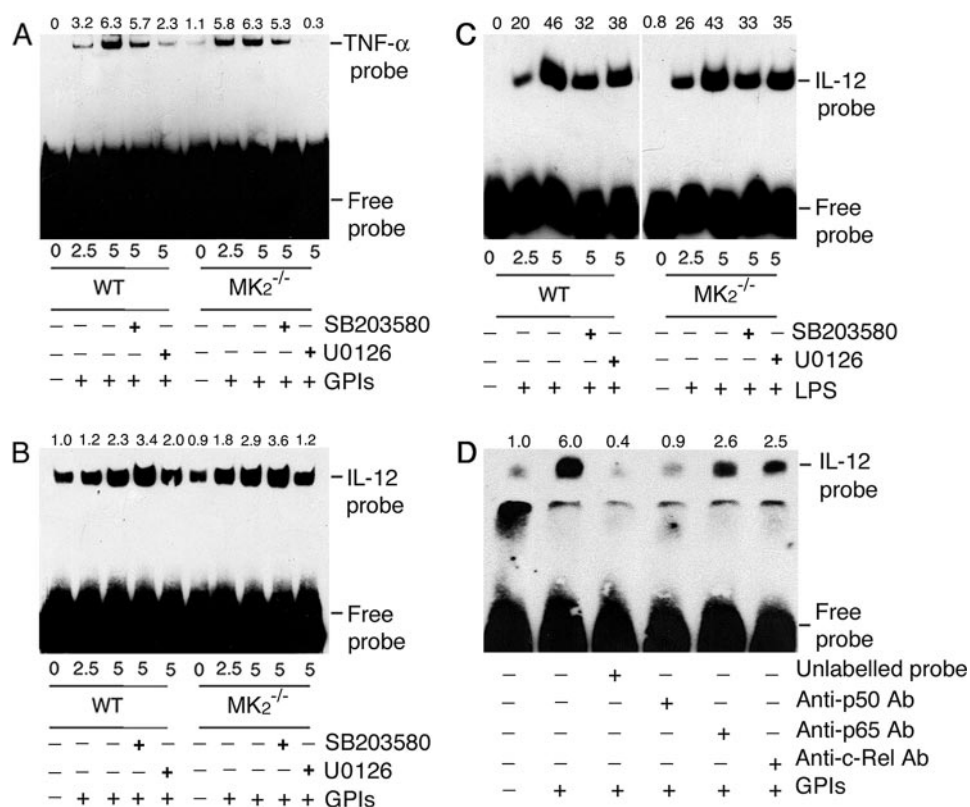 A
0 3.2 6.3 5.7 2.3 1.1 5.8 6.3 5.3 0.3
TNF-α
probe
Free
probe
0 2.5 5 5 5 0 2.5 5 5 5
WT MK2-/-
− − − + − − − − + − SB203580
− − − − + − − − − + U0126
− + + + + − + + + + GPIs
B
1.0 1.2 2.3 3.4 2.0 0.9 1.8 2.9 3.6 1.2
IL-12
probe
Free
probe
0 2.5 5 5 5 0 2.5 5 5 5
WT MK2-/-
− − − + − − − − + − SB203580
− − − − + − − − − + U0126
− + + + + − + + + + GPIs
C
0 20 46 32 38 0.8 26 43 33 35
IL-12
probe
Free
probe
0 2.5 5 5 5 0 2.5 5 5 5
WT MK2-/-
− − − + − − − − + − SB203580
− − − − + − − − − + U0126
− + + + + − + + + + LPS
D
1.0 6.0 0.4 0.9 2.6 2.5
IL-12
probe
Free
probe
− − + − − − Unlabelled probe
− − − + − − Anti-p50 Ab
− − − − + − Anti-p65 Ab
− − − − − + Anti-c-Rel Ab
− + + + + + GPIs